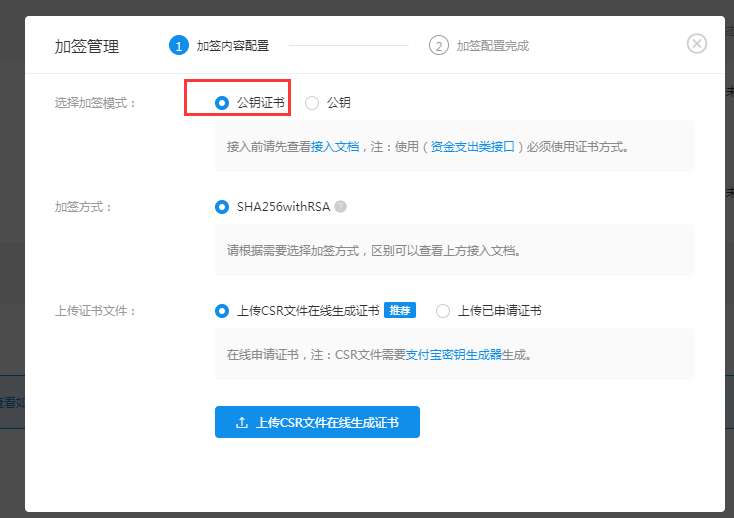 加签管理
1 加签内容配置
2 加签配置完成
选择加签模式：
公钥证书
公钥
接入前请先查看接入文档，注：使用（资金支出类接口）必须使用证书方式。
加签方式：
SHA256withRSA ?
请根据需要选择加签方式，区别可以查看上方接入文档。
上传证书文件：
上传CSR文件在线生成证书 推荐
上传已申请证书
在线申请证书，注：CSR文件需要支付宝密钥生成器生成。
上传CSR文件在线生成证书